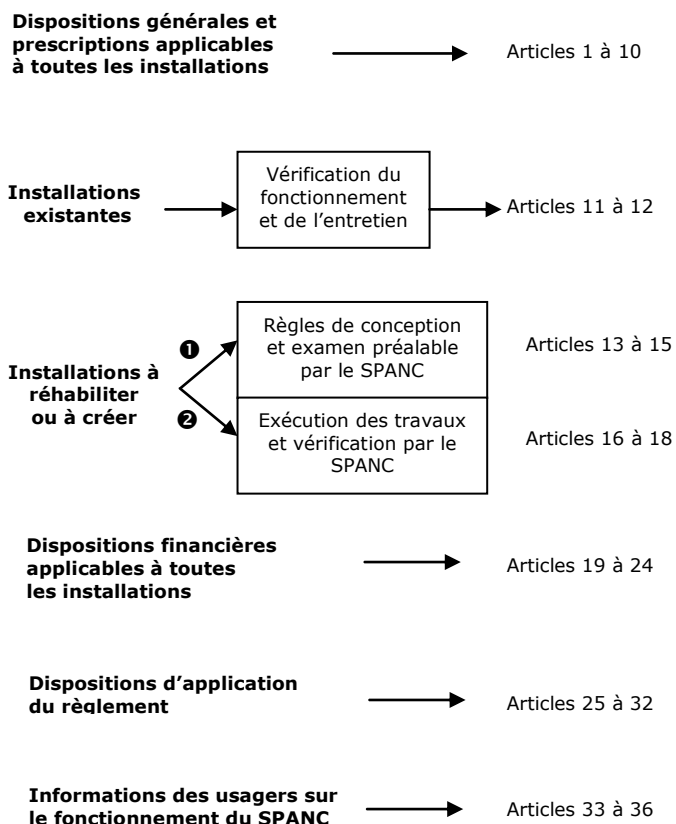 Dispositions générales et
prescriptions applicables
à toutes les installations
Articles 1 à 10
Installations
existantes
Vérification du
fonctionnement
et de l'entretien
Articles 11 à 12
Installations à
réhabiliter
ou à créer
❶
Règles de conception
et examen préalable
par le SPANC
Articles 13 à 15
❷
Exécution des travaux
et vérification par le
SPANC
Articles 16 à 18
Dispositions financières
applicables à toutes
les installations
Articles 19 à 24
Dispositions d'application
du règlement
Articles 25 à 32
Informations des usagers sur
le fonctionnement du SPANC
Articles 33 à 36